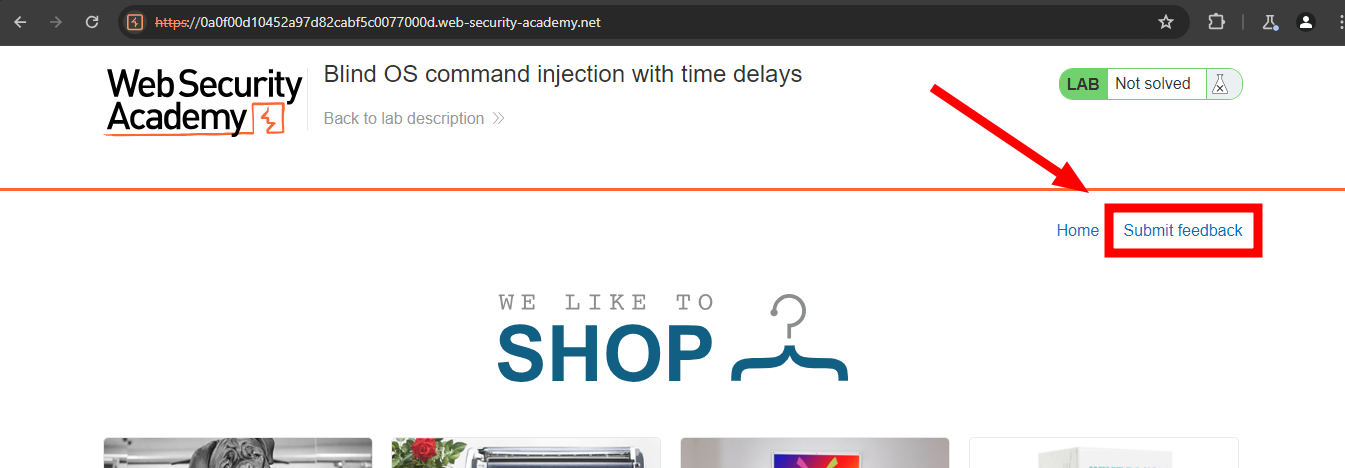 https://0a0f00d10452a97d82cabf5c0077000d.web-security-academy.net
Web Security
Academy
Blind OS command injection with time delays
Back to lab description
LAB Not solved
Home Submit feedback
WE LIKE TO
SHOP